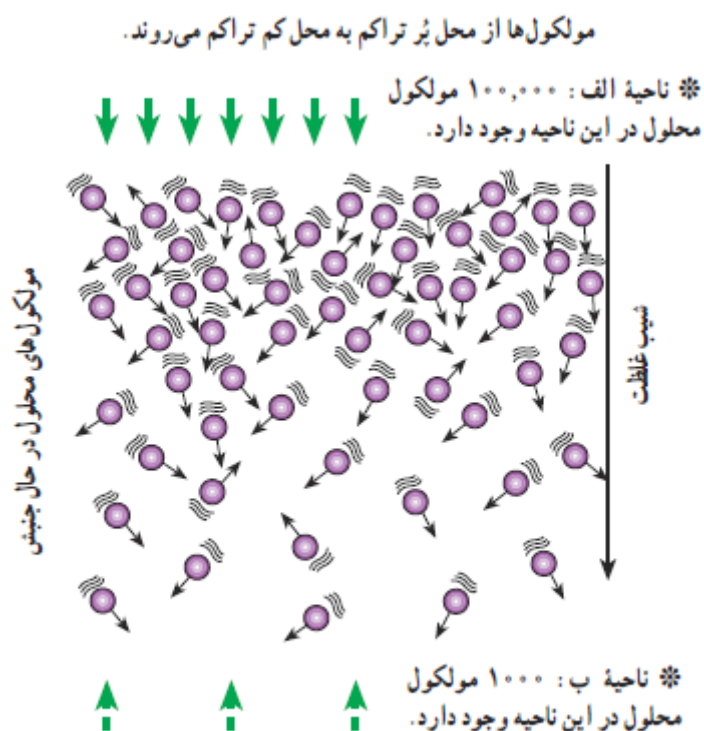 مولکول‌ها از محل پُر تراکم به محل کم تراکم می‌روند.
❊ ناحیهٔ الف : ۱۰۰,۰۰۰ مولکول
محلول در این ناحیه وجود دارد.
مولکول‌های محلول در حال جنبش
شیب غلظت
❊ ناحیهٔ ب : ۱۰۰۰ مولکول
محلول در این ناحیه وجود دارد.